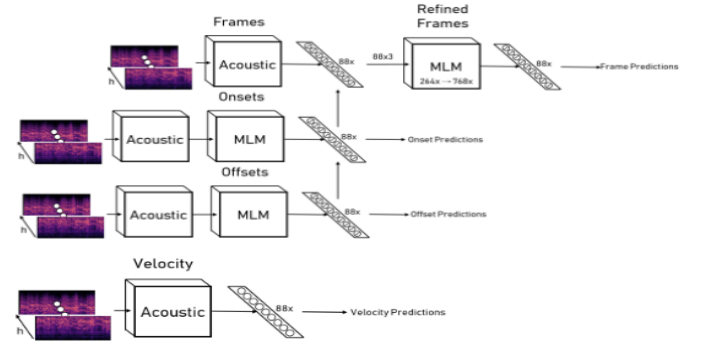 Frames
Refined
Frames
h
Acoustic
88x
88x3
MLM
264x → 768x
88x
Frame Predictions
Onsets
h
Acoustic
MLM
88x
Onset Predictions
Offsets
h
Acoustic
MLM
88x
Offset Predictions
Velocity
h
Acoustic
88x
Velocity Predictions